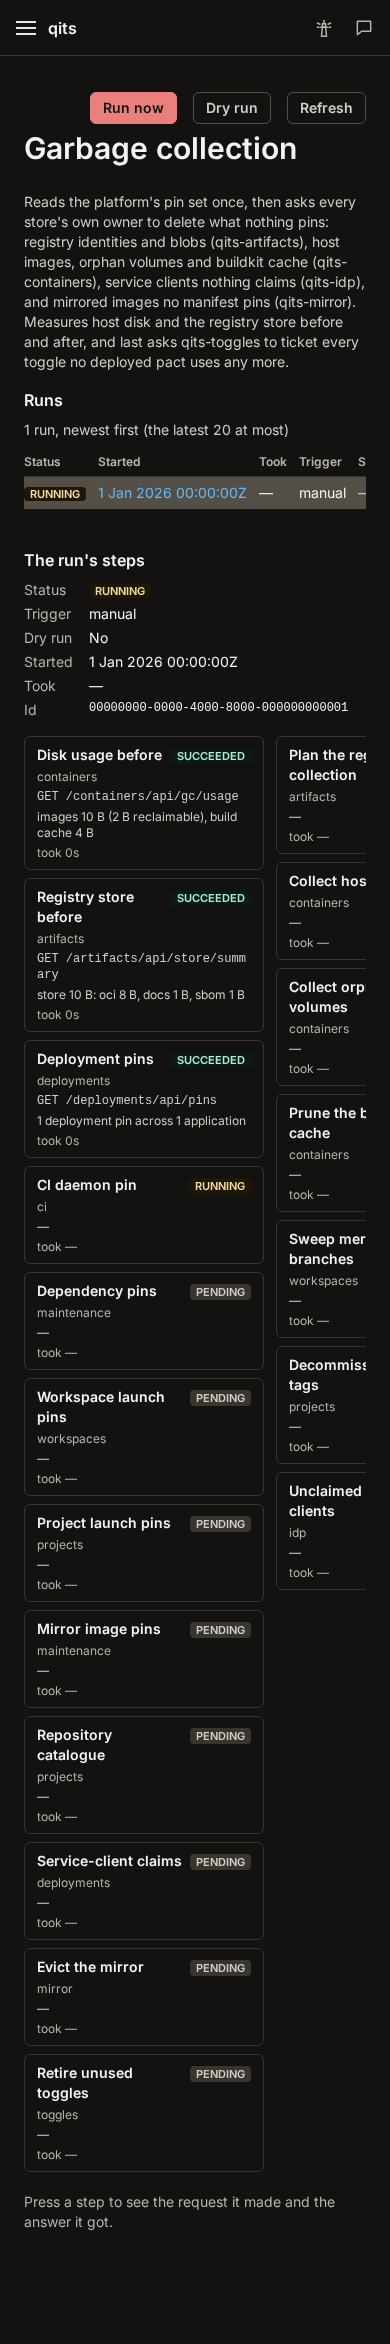 qits
Run now
Dry run
Refresh
Garbage collection
Reads the platform's pin set once, then asks every
store's own owner to delete what nothing pins:
registry identities and blobs (qits-artifacts), host
images, orphan volumes and buildkit cache (qits-
containers), service clients nothing claims (qits-idp),
and mirrored images no manifest pins (qits-mirror).
Measures host disk and the registry store before
and after, and last asks qits-toggles to ticket every
toggle no deployed pact uses any more.
Runs
1 run, newest first (the latest 20 at most)
Status Started Took Trigger S
RUNNING 1 Jan 2026 00:00:00Z — manual —
The run's steps
Status RUNNING
Trigger manual
Dry run No
Started 1 Jan 2026 00:00:00Z
Took —
Id 00000000-0000-4000-8000-000000000001
Disk usage before SUCCEEDED
containers
GET /containers/api/gc/usage
images 10 B (2 B reclaimable), build
cache 4 B
took 0s
Registry store
before
SUCCEEDED
artifacts
GET /artifacts/api/store/summ
ary
store 10 B: oci 8 B, docs 1 B, sbom 1 B
took 0s
Deployment pins SUCCEEDED
deployments
GET /deployments/api/pins
1 deployment pin across 1 application
took 0s
CI daemon pin RUNNING
ci
—
took —
Dependency pins PENDING
maintenance
—
took —
Workspace launch
pins
PENDING
workspaces
—
took —
Project launch pins PENDING
projects
—
took —
Mirror image pins PENDING
maintenance
—
took —
Repository
catalogue
PENDING
projects
—
took —
Service-client claims PENDING
deployments
—
took —
Evict the mirror PENDING
mirror
—
took —
Retire unused
toggles
PENDING
toggles
—
took —
Plan the reg
collection
artifacts
—
took —
Collect hos
containers
—
took —
Collect orp
volumes
containers
—
took —
Prune the b
cache
containers
—
took —
Sweep mer
branches
workspaces
—
took —
Decommiss
tags
projects
—
took —
Unclaimed
clients
idp
—
took —
Press a step to see the request it made and the
answer it got.